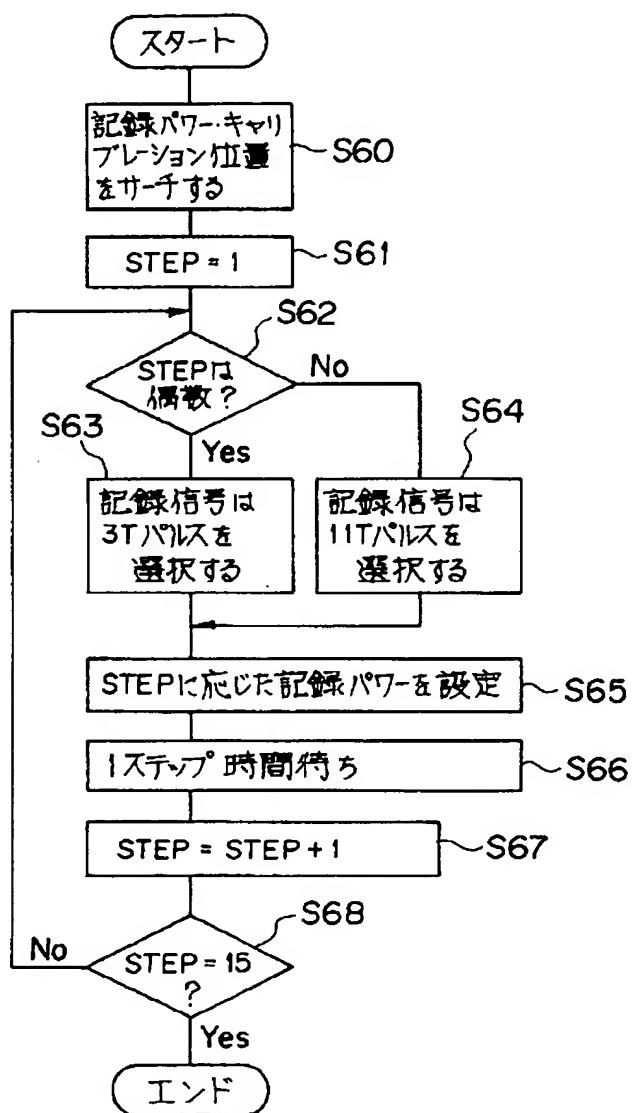 スタート
記録パワー・キャリ
ブレーション位置
をサーチする
S60
STEP = 1
S61
S62
STEPは
偶数?
No
Yes
S63
S64
記録信号は
3Tパルスを
選択する
記録信号は
11Tパルスを
選択する
STEPに応じた記録パワーを設定
S65
1ステップ時間待ち
S66
STEP = STEP + 1
S67
S68
No
STEP = 15
?
Yes
エンド